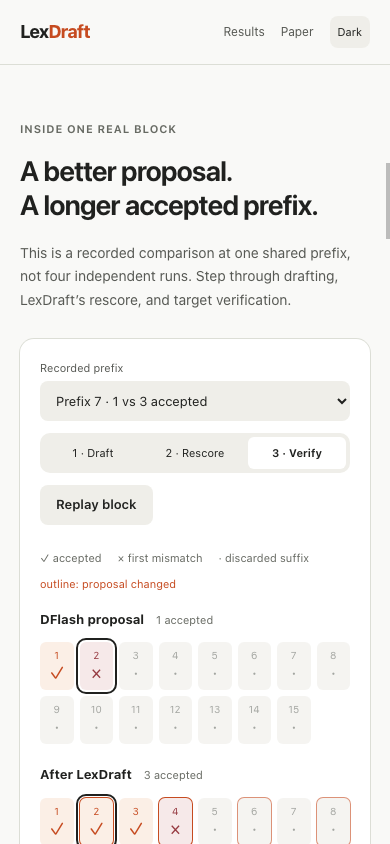 LexDraft
Results Paper Dark
INSIDE ONE REAL BLOCK
A better proposal.
A longer accepted prefix.
This is a recorded comparison at one shared prefix,
not four independent runs. Step through drafting,
LexDraft's rescore, and target verification.
Recorded prefix
Prefix 7 · 1 vs 3 accepted
1 · Draft 2 · Rescore 3 · Verify
Replay block
✓ accepted × first mismatch · discarded suffix
outline: proposal changed
DFlash proposal 1 accepted
1 2 3 4 5 6 7 8
✓ × · · · · · ·
9 10 11 12 13 14 15
· · · · · · ·
After LexDraft 3 accepted
1 2 3 4 5 6 7 8
✓ ✓ ✓ × · · · ·